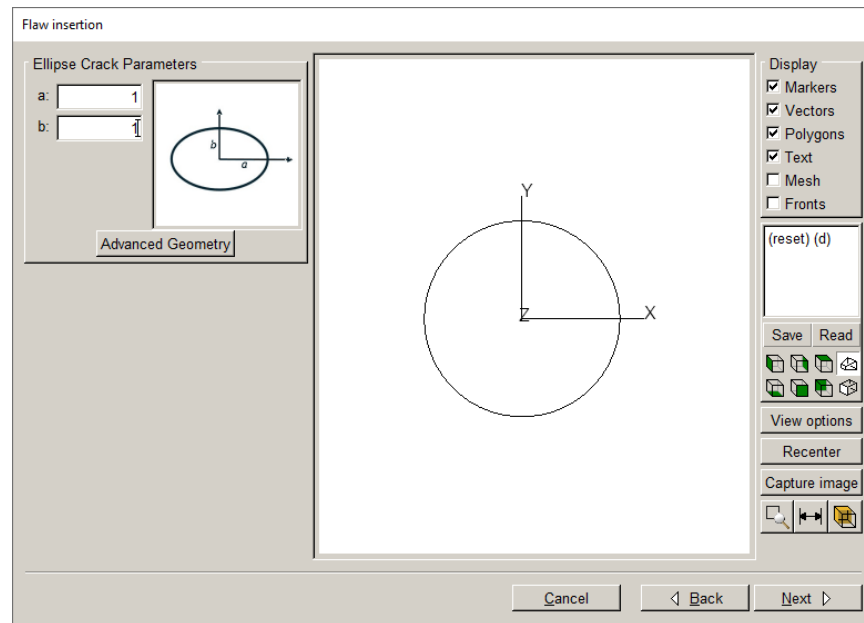 Flaw insertion
Ellipse Crack Parameters
a: 1
b: 1
b
a
Advanced Geometry
Y
Z
X
Display
Markers
Vectors
Polygons
Text
Mesh
Fronts
(reset) (d)
Save Read
View options
Recenter
Capture image
Cancel
Back
Next